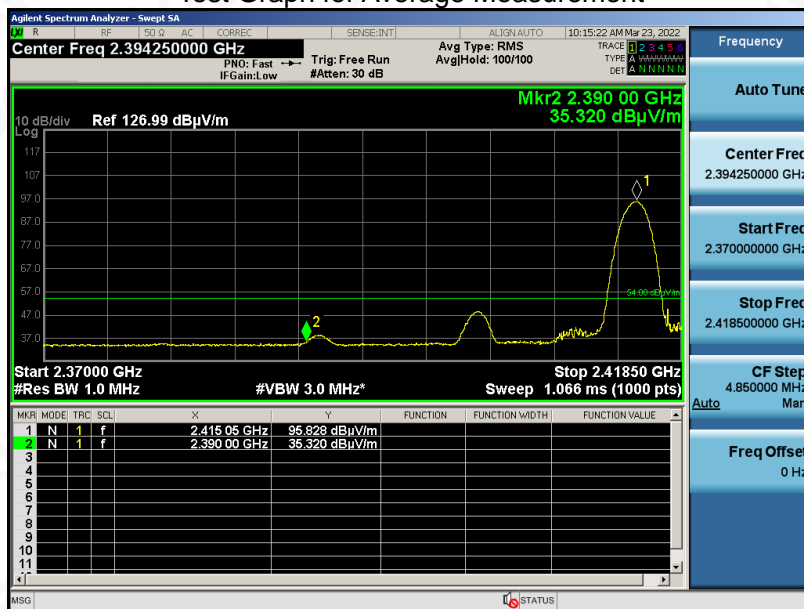 Test Graph for Average Measurement
Agilent Spectrum Analyzer - Swept SA
LXI R RF 50 Ω AC CORREC SENSE:INT ALIGN AUTO 10:15:22 AM Mar 23, 2022
Center Freq 2.394250000 GHz
PNO: Fast
IFGain:Low
Trig: Free Run
#Atten: 30 dB
Avg Type: RMS
Avg|Hold: 100/100
TRACE 1 2 3 4 5 6
TYPE A WWWWW
DET A N N N N N
Mkr2 2.390 00 GHz
35.320 dBµV/m
10 dB/div Ref 126.99 dBµV/m
Log
117
107
97.0
87.0
77.0
67.0
57.0
47.0
37.0
1
54.00 dBµV/m
2
Start 2.37000 GHz Stop 2.41850 GHz
#Res BW 1.0 MHz #VBW 3.0 MHz* Sweep 1.066 ms (1000 pts)
MKR MODE TRC SCL X Y FUNCTION FUNCTION WIDTH FUNCTION VALUE
1 N 1 f 2.415 05 GHz 95.828 dBµV/m
2 N 1 f 2.390 00 GHz 35.320 dBµV/m
3
4
5
6
7
8
9
10
11
MSG STATUS
Frequency
Auto Tune
Center Freq
2.394250000 GHz
Start Freq
2.370000000 GHz
Stop Freq
2.418500000 GHz
CF Step
4.850000 MHz
Auto Man
Freq Offset
0 Hz